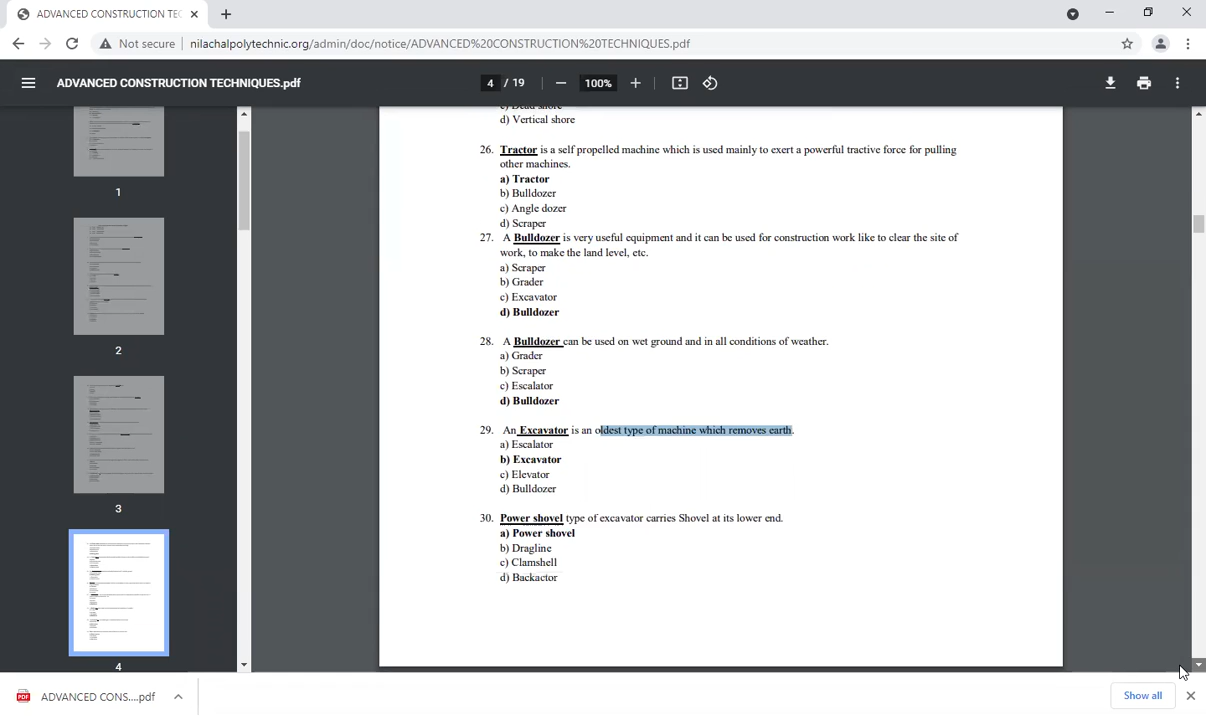 ADVANCED CONSTRUCTION TEC
Not secure | nilachalpolytechnic.org/admin/doc/notice/ADVANCED%20CONSTRUCTION%20TECHNIQUES.pdf
ADVANCED CONSTRUCTION TECHNIQUES.pdf
4 / 19
100%
1
2
3
4
c) Dead shore
d) Vertical shore
26. Tractor is a self propelled machine which is used mainly to exert a powerful tractive force for pulling
other machines.
a) Tractor
b) Bulldozer
c) Angle dozer
d) Scraper
27. A Bulldozer is very useful equipment and it can be used for construction work like to clear the site of
work, to make the land level, etc.
a) Scraper
b) Grader
c) Excavator
d) Bulldozer
28. A Bulldozer can be used on wet ground and in all conditions of weather.
a) Grader
b) Scraper
c) Escalator
d) Bulldozer
29. An Excavator is an oldest type of machine which removes earth.
a) Escalator
b) Excavator
c) Elevator
d) Bulldozer
30. Power shovel type of excavator carries Shovel at its lower end.
a) Power shovel
b) Dragline
c) Clamshell
d) Backactor
PDF
ADVANCED CONS....pdf
Show all